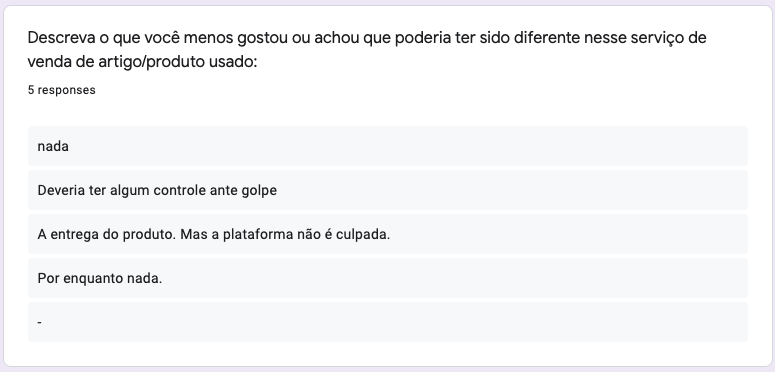 Descreva o que você menos gostou ou achou que poderia ter sido diferente nesse serviço de
venda de artigo/produto usado:
5 responses
nada
Deveria ter algum controle ante golpe
A entrega do produto. Mas a plataforma não é culpada.
Por enquanto nada.
-